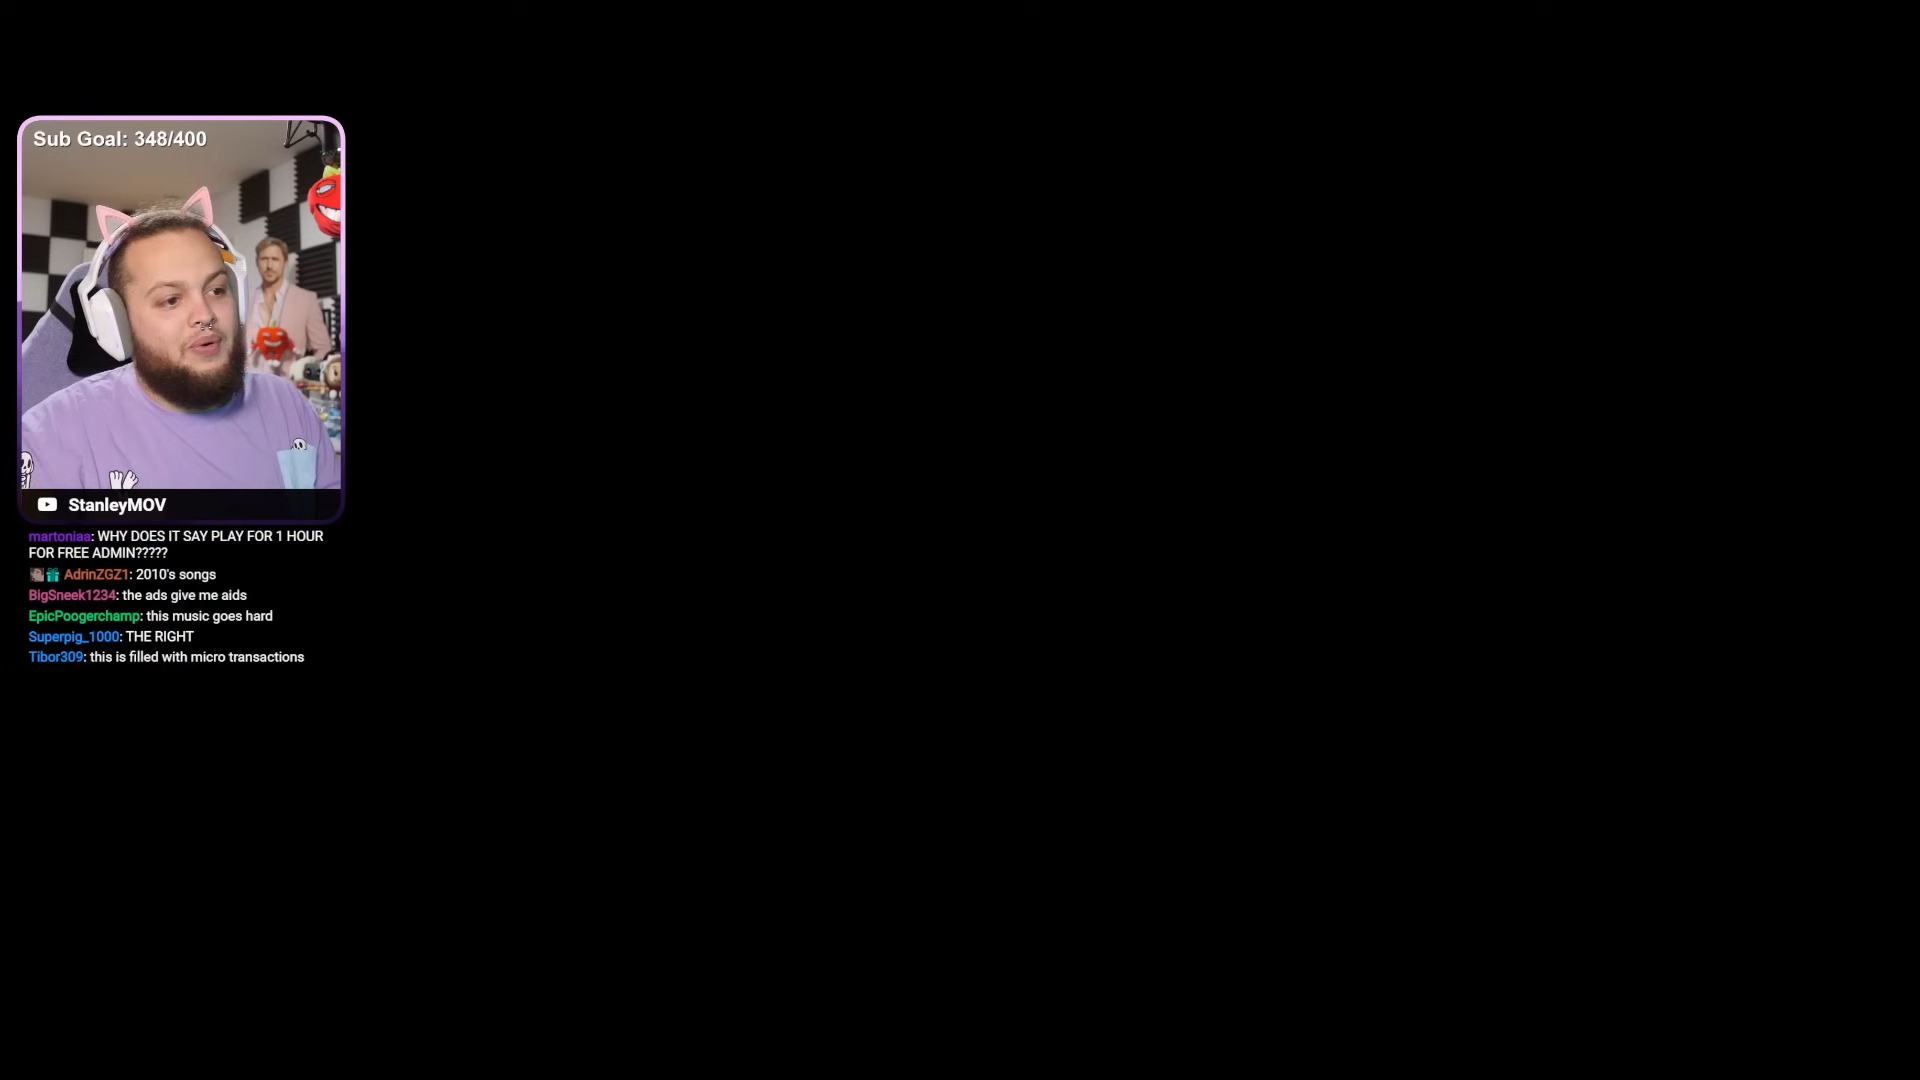 Sub Goal: 348/400
StanleyMOV
martoniaa: WHY DOES IT SAY PLAY FOR 1 HOUR
FOR FREE ADMIN?????
AdrinZGZ1: 2010's songs
BigSneek1234: the ads give me aids
EpicPoogerchamp: this music goes hard
Superpig_1000: THE RIGHT
Tibor309: this is filled with micro transactions